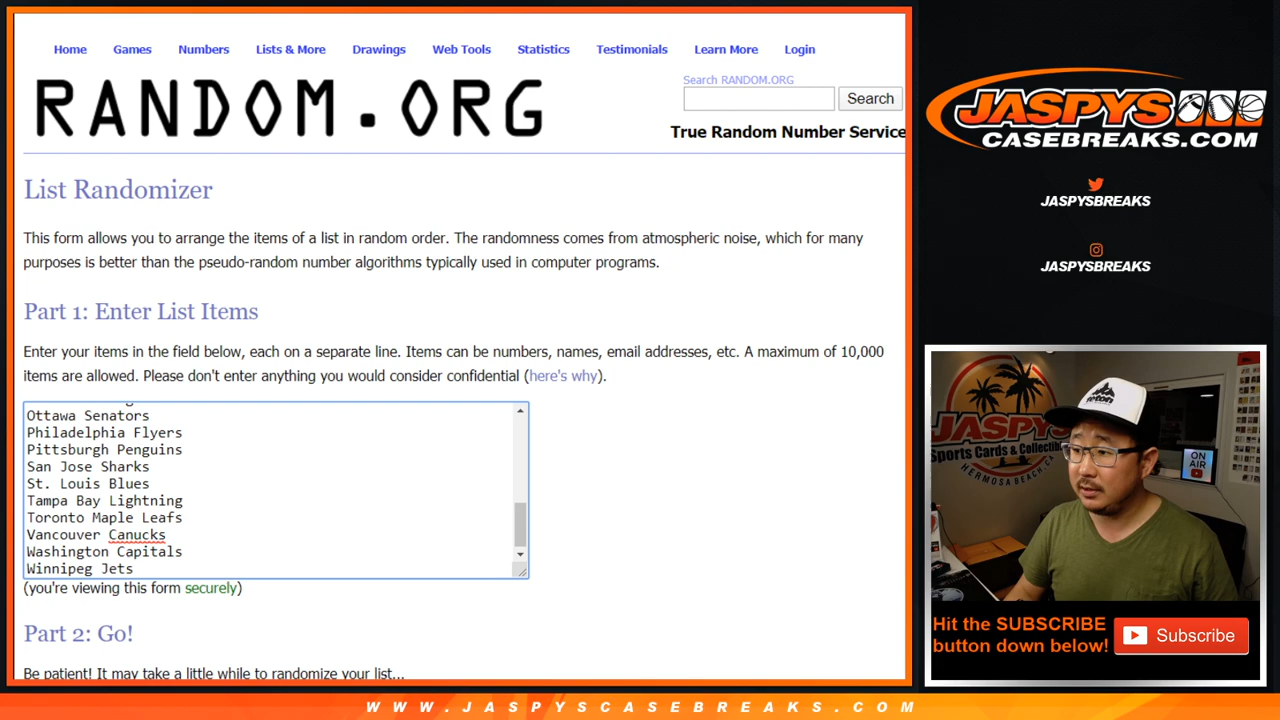 Home Games Numbers Lists & More Drawings Web Tools Statistics Testimonials Learn More Login
RANDOM.ORG
Search RANDOM.ORG
Search
True Random Number Service
List Randomizer
This form allows you to arrange the items of a list in random order. The randomness comes from atmospheric noise, which for many
purposes is better than the pseudo-random number algorithms typically used in computer programs.
Part 1: Enter List Items
Enter your items in the field below, each on a separate line. Items can be numbers, names, email addresses, etc. A maximum of 10,000
items are allowed. Please don't enter anything you would consider confidential (here's why).
Ottawa Senators
Philadelphia Flyers
Pittsburgh Penguins
San Jose Sharks
St. Louis Blues
Tampa Bay Lightning
Toronto Maple Leafs
Vancouver Canucks
Washington Capitals
Winnipeg Jets
(you're viewing this form securely)
Part 2: Go!
Be patient! It may take a little while to randomize your list...
JASPYS
CASEBREAKS.COM
JASPYSBREAKS
JASPYSBREAKS
JASPYS
Sports Cards & Collectibles
HERMOSA BEACH, CA
ON
AIR
Hit the SUBSCRIBE
button down below!
Subscribe
WWW.JASPYSCASEBREAKS.COM